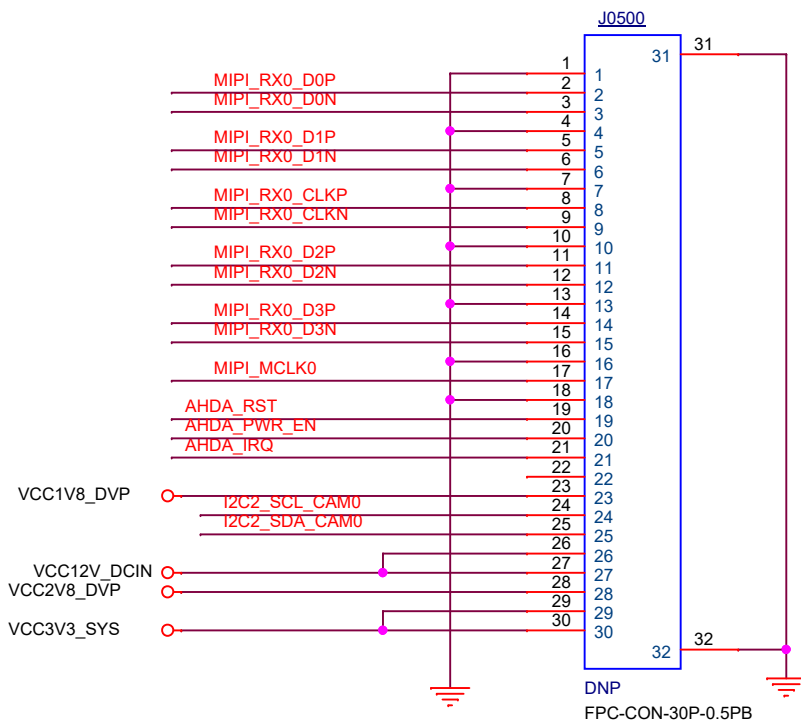 J0500
31 31
1 1
MIPI_RX0_D0P 2 2
MIPI_RX0_D0N 3 3
4 4
MIPI_RX0_D1P 5 5
MIPI_RX0_D1N 6 6
7 7
MIPI_RX0_CLKP 8 8
MIPI_RX0_CLKN 9 9
10 10
MIPI_RX0_D2P 11 11
MIPI_RX0_D2N 12 12
13 13
MIPI_RX0_D3P 14 14
MIPI_RX0_D3N 15 15
16 16
MIPI_MCLK0 17 17
18 18
AHDA_RST 19 19
AHDA_PWR_EN 20 20
AHDA_IRQ 21 21
22 22
VCC1V8_DVP 23 23
I2C2_SCL_CAM0 24 24
I2C2_SDA_CAM0 25 25
26 26
VCC12V_DCIN 27 27
VCC2V8_DVP 28 28
29 29
VCC3V3_SYS 30 30
32 32
DNP
FPC-CON-30P-0.5PB